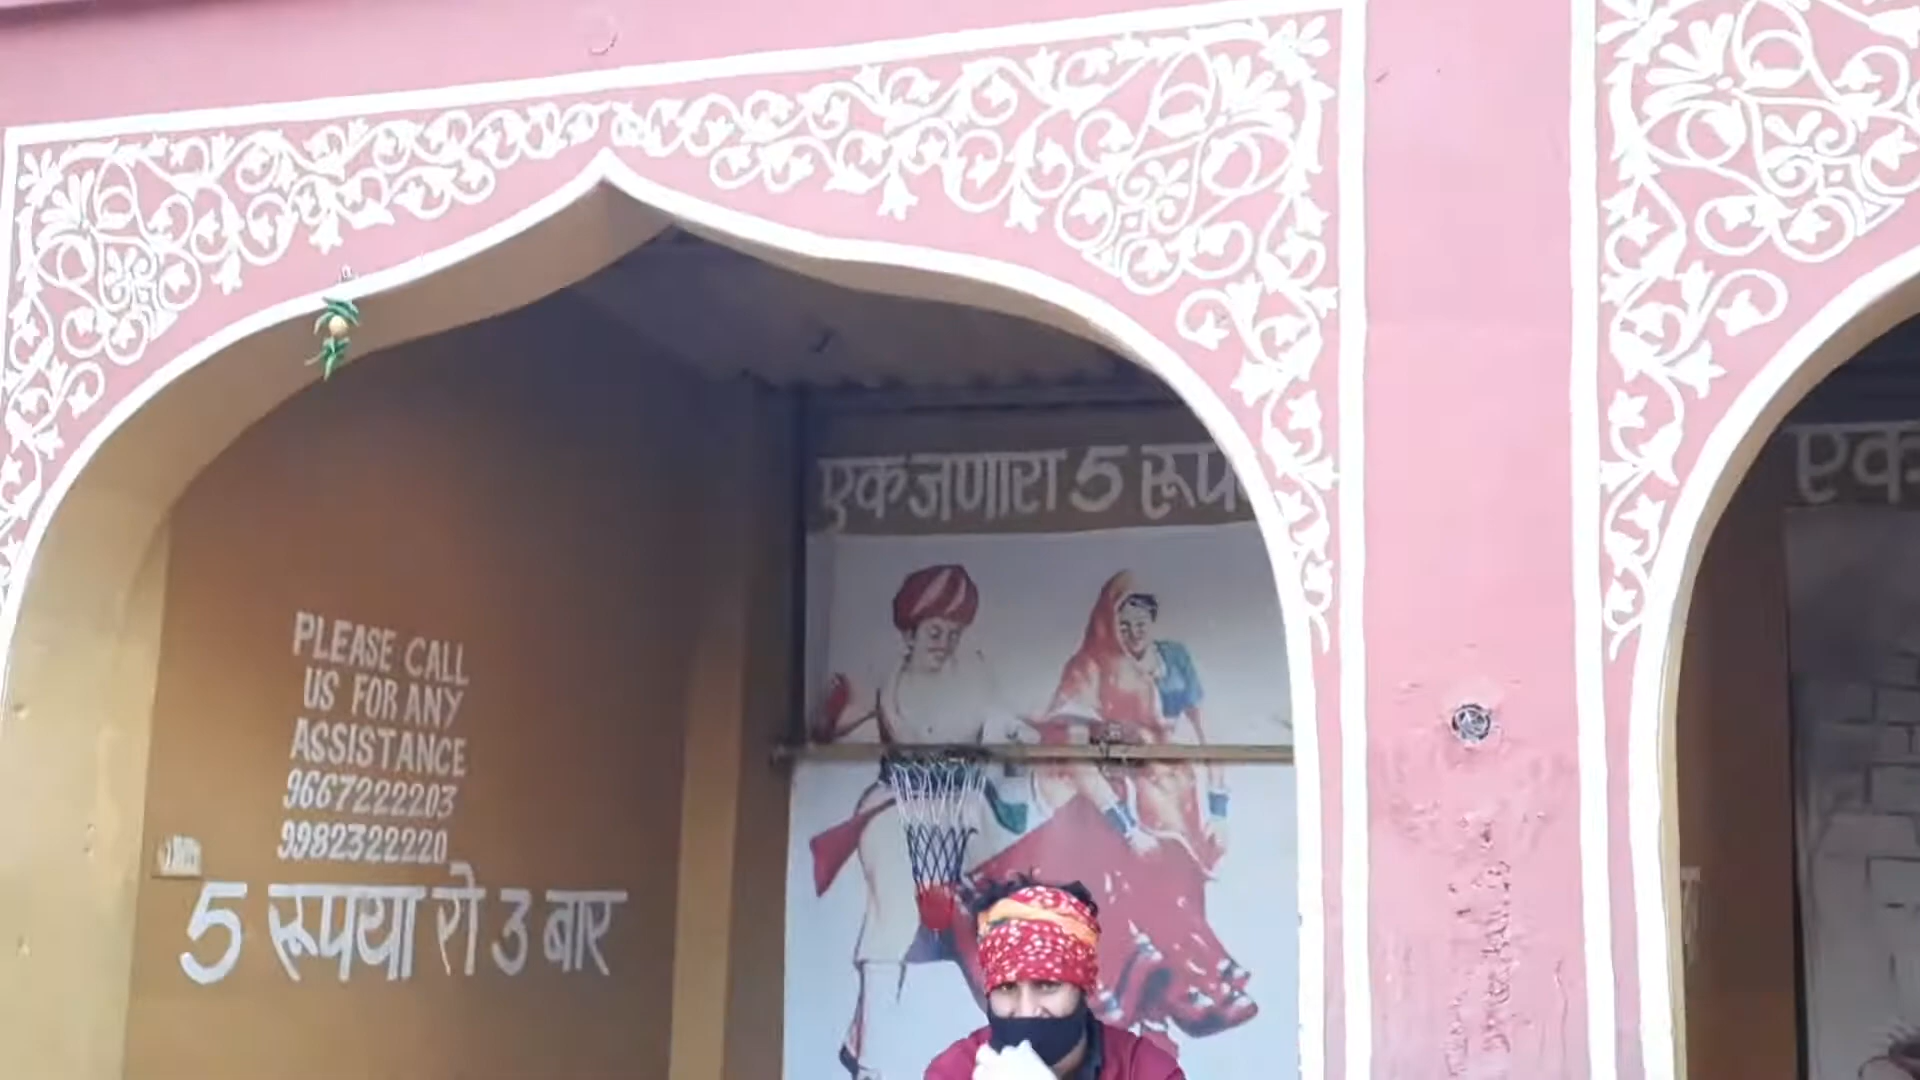 एक जणारा 5 रूप
एक
PLEASE CALL
US FOR ANY
ASSISTANCE
9667222203
9982322220
5 रूपया रो 3 बार